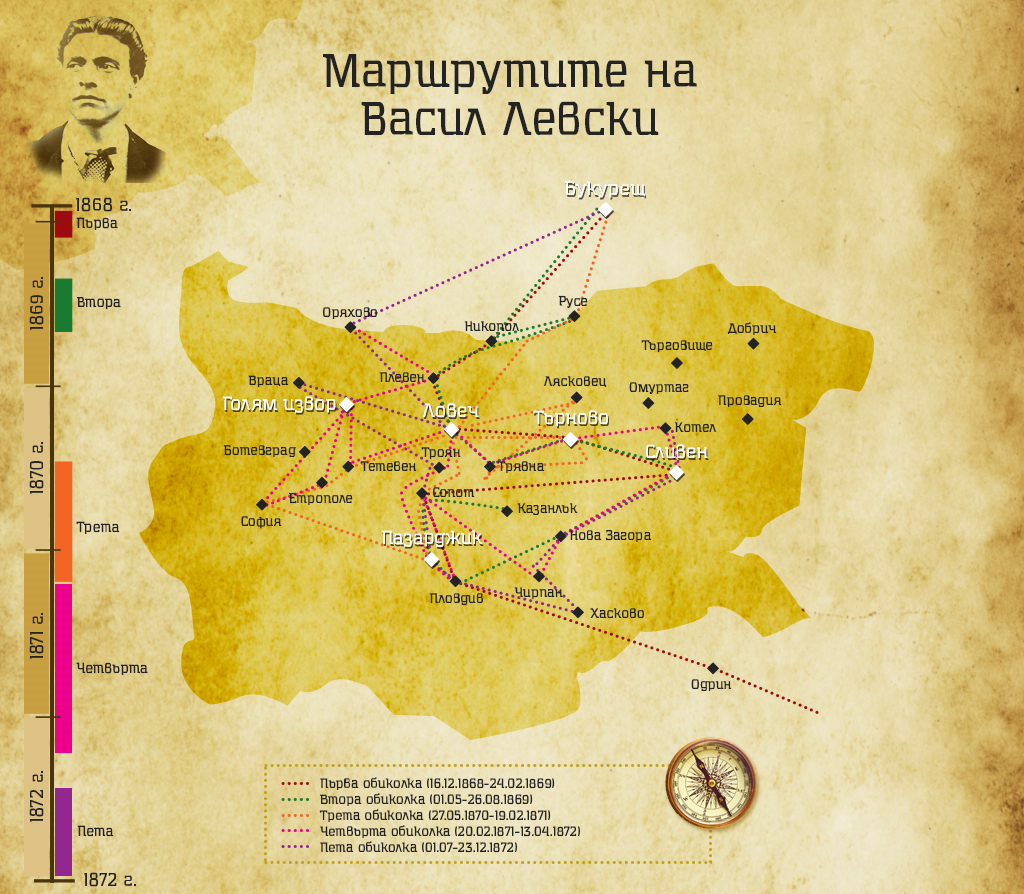 Маршрутите на
Васил Левски
1868 г.
Първа
Втора
1869 г.
1870 г.
Трета
1871 г.
Четвърта
1872 г.
Пета
1872 г.
Букурещ
Оряхово
Никопол
Русе
Добрич
Търговище
Враца
Плевен
Лясковец
Омуртаг
Провадия
Голям извор
Ловеч
Търново
Котел
Ботевград
Тетевен
Троян
Трявна
Сливен
Етрополе
Сопот
Казанлък
София
Пазарджик
Нова Загора
Пловдив
Чирпан
Хасково
Одрин
Първа обиколка (16.12.1868-24.02.1869)
Втора обиколка (01.05-26.08.1869)
Трета обиколка (27.05.1870-19.02.1871)
Четвърта обиколка (20.02.1871-13.04.1872)
Пета обиколка (01.07-23.12.1872)